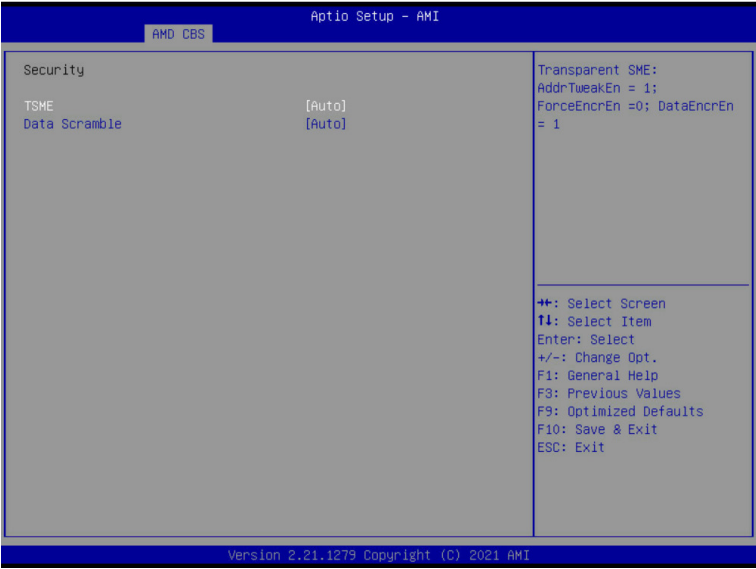 Aptio Setup – AMI
AMD CBS
Security
TSME [Auto]
Data Scramble [Auto]
Transparent SME:
AddrTweakEn = 1;
ForceEncrEn =0; DataEncrEn
= 1
→←: Select Screen
↑↓: Select Item
Enter: Select
+/-: Change Opt.
F1: General Help
F3: Previous Values
F9: Optimized Defaults
F10: Save & Exit
ESC: Exit
Version 2.21.1279 Copyright (C) 2021 AMI